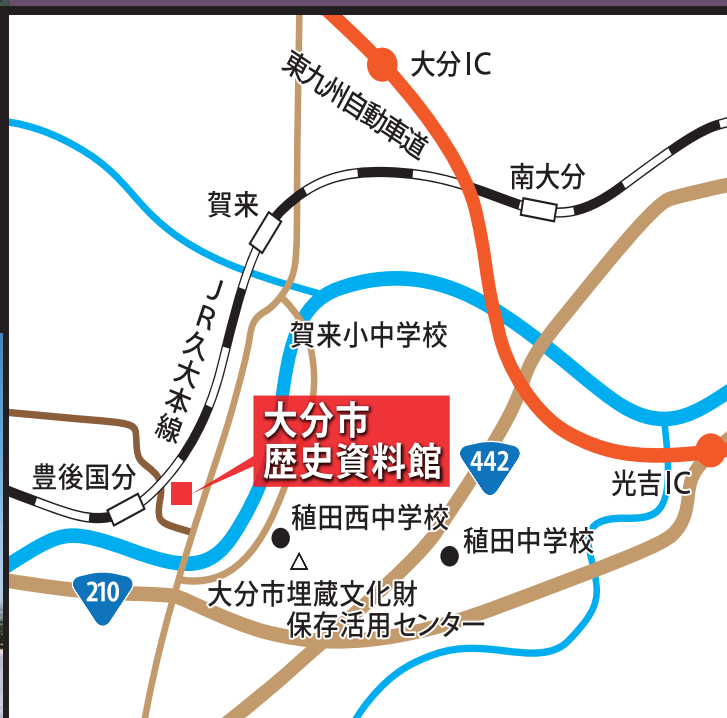 大分IC
東九州自動車道
南大分
賀来
JR久大本線
賀来小中学校
大分市
歴史資料館
豊後国分
442
光吉IC
稙田西中学校
稙田中学校
210
大分市埋蔵文化財
保存活用センター